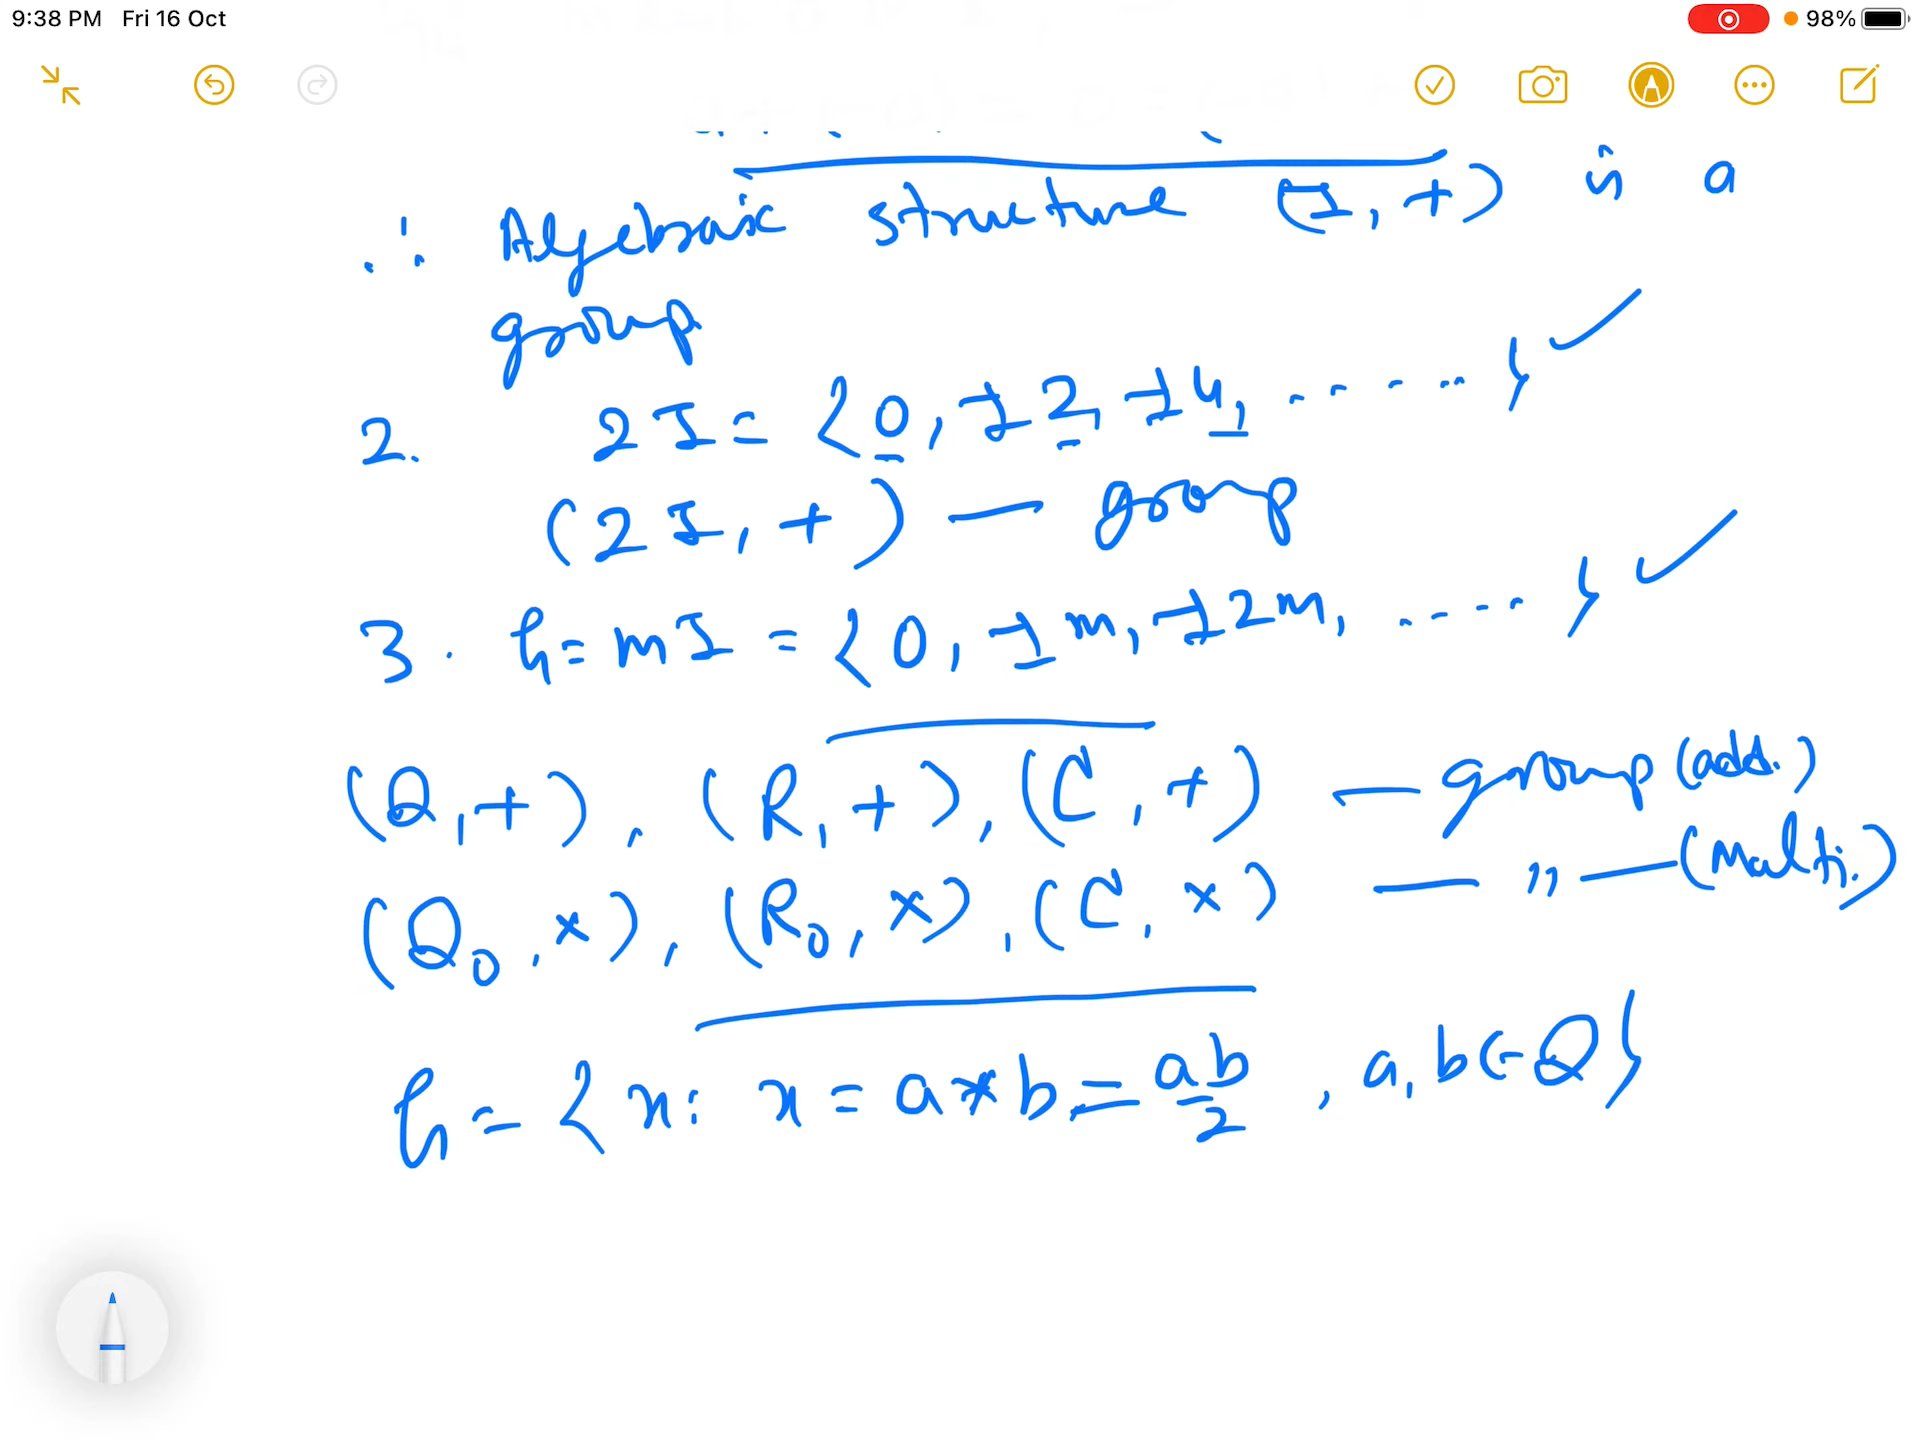 9:38 PM Fri 16 Oct 98%
∴ Algebraic structure (I, +) is a
group
2. 2I = {0, ±2, ±4, ......}
(2I, +) — group
3. G = mI = {0, ±m, ±2m, ....}
(Q, +), (R, +), (C, +) — group (add.)
(Q₀, ×), (R₀, ×), (C, ×) — " — (Multi.)
G = {x: x = a * b = ab/2, a, b ∈ Q}